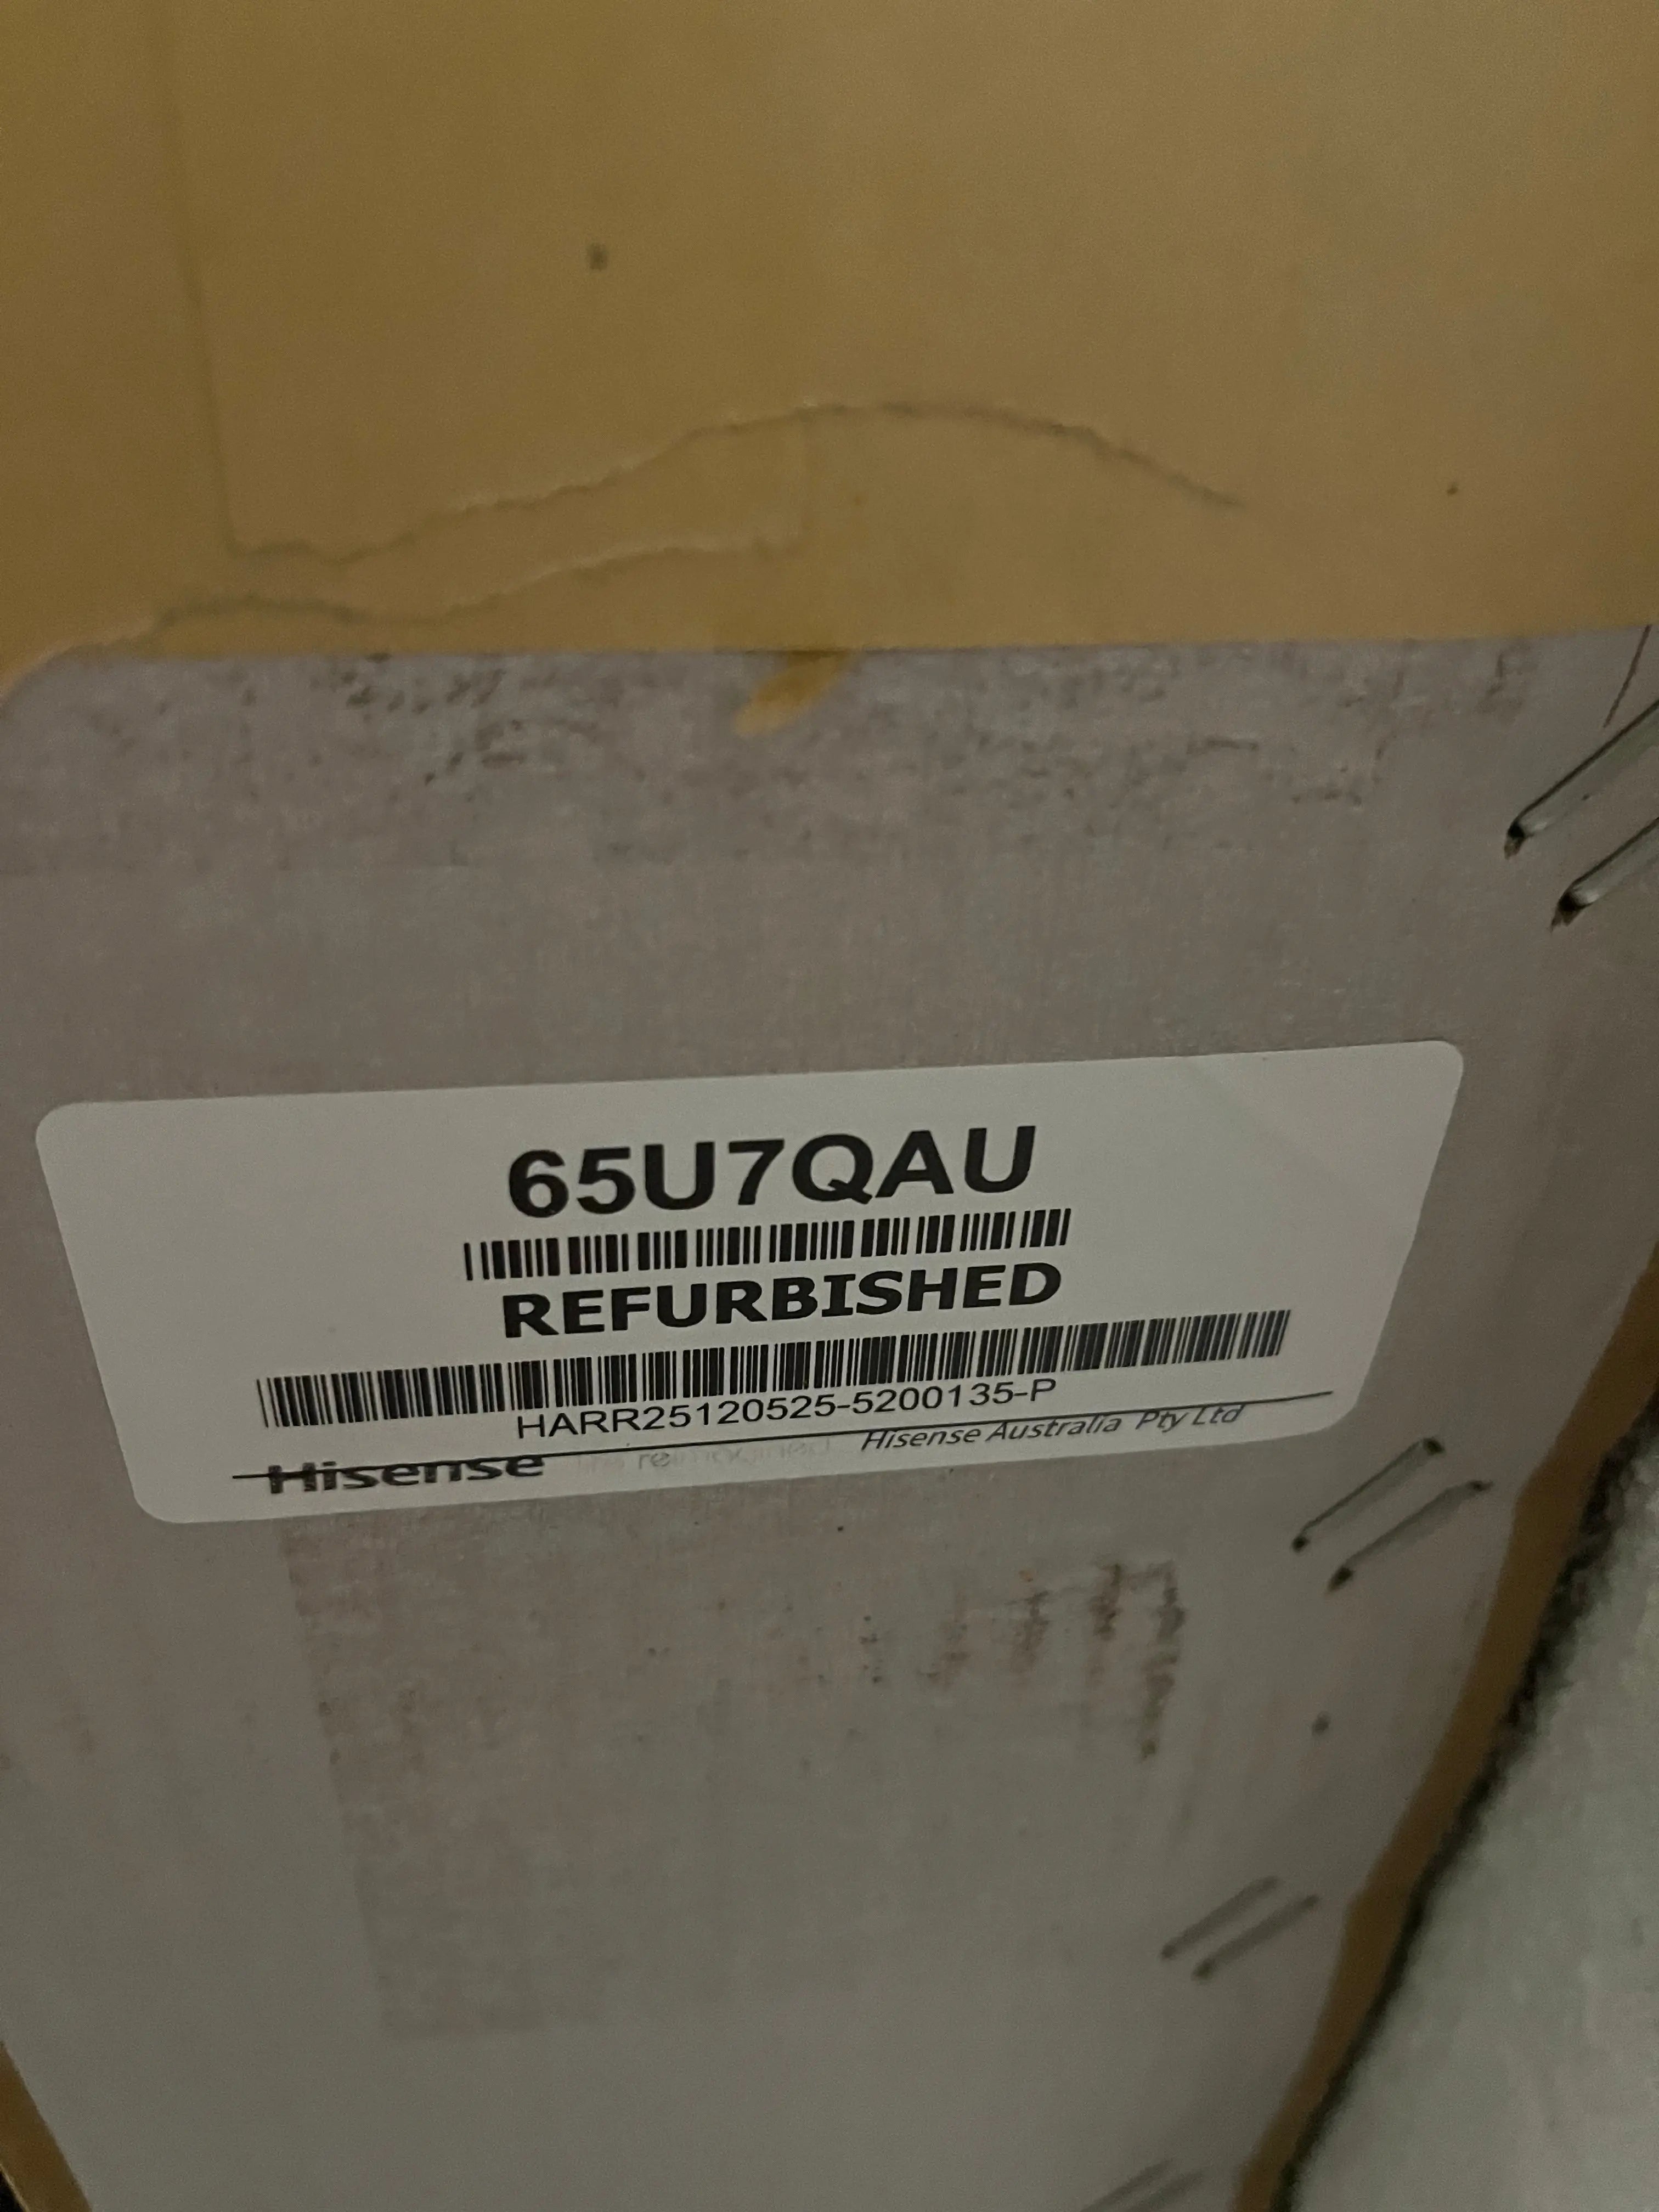 65U7QAU
REFURBISHED
HARR25120525-5200135-P
Hisense Australia Pty Ltd
Hisense